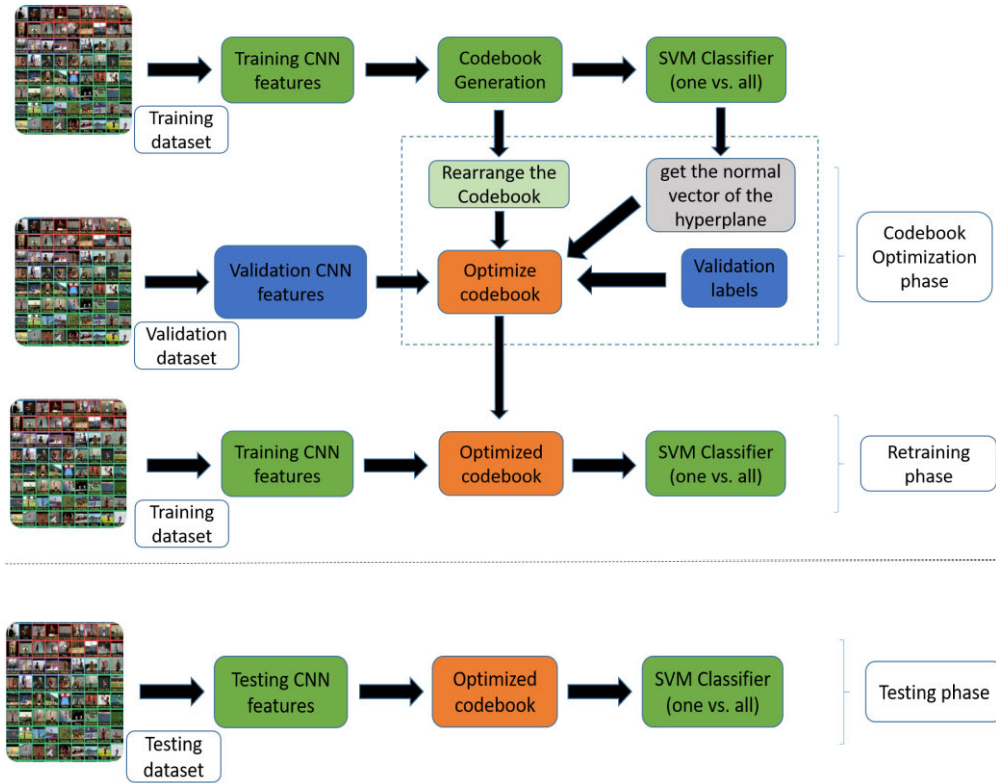 Training CNN
features
Codebook
Generation
SVM Classifier
(one vs. all)
Training
dataset
Rearrange the
Codebook
get the normal
vector of the
hyperplane
Codebook
Optimization
phase
Validation CNN
features
Optimize
codebook
Validation
labels
Validation
dataset
Training CNN
features
Optimized
codebook
SVM Classifier
(one vs. all)
Retraining
phase
Training
dataset
Testing CNN
features
Optimized
codebook
SVM Classifier
(one vs. all)
Testing phase
Testing
dataset